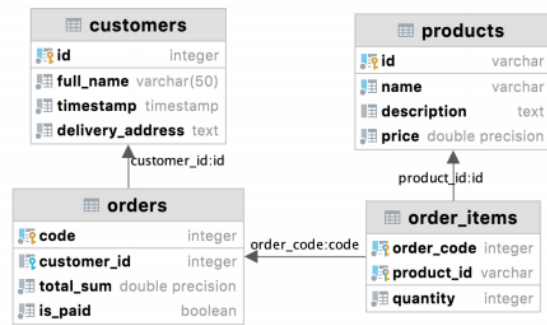 customers
id integer
full_name varchar(50)
timestamp timestamp
delivery_address text
products
id varchar
name varchar
description text
price double precision
customer_id:id
product_id:id
orders
code integer
customer_id integer
total_sum double precision
is_paid boolean
order_code:code
order_items
order_code integer
product_id varchar
quantity integer